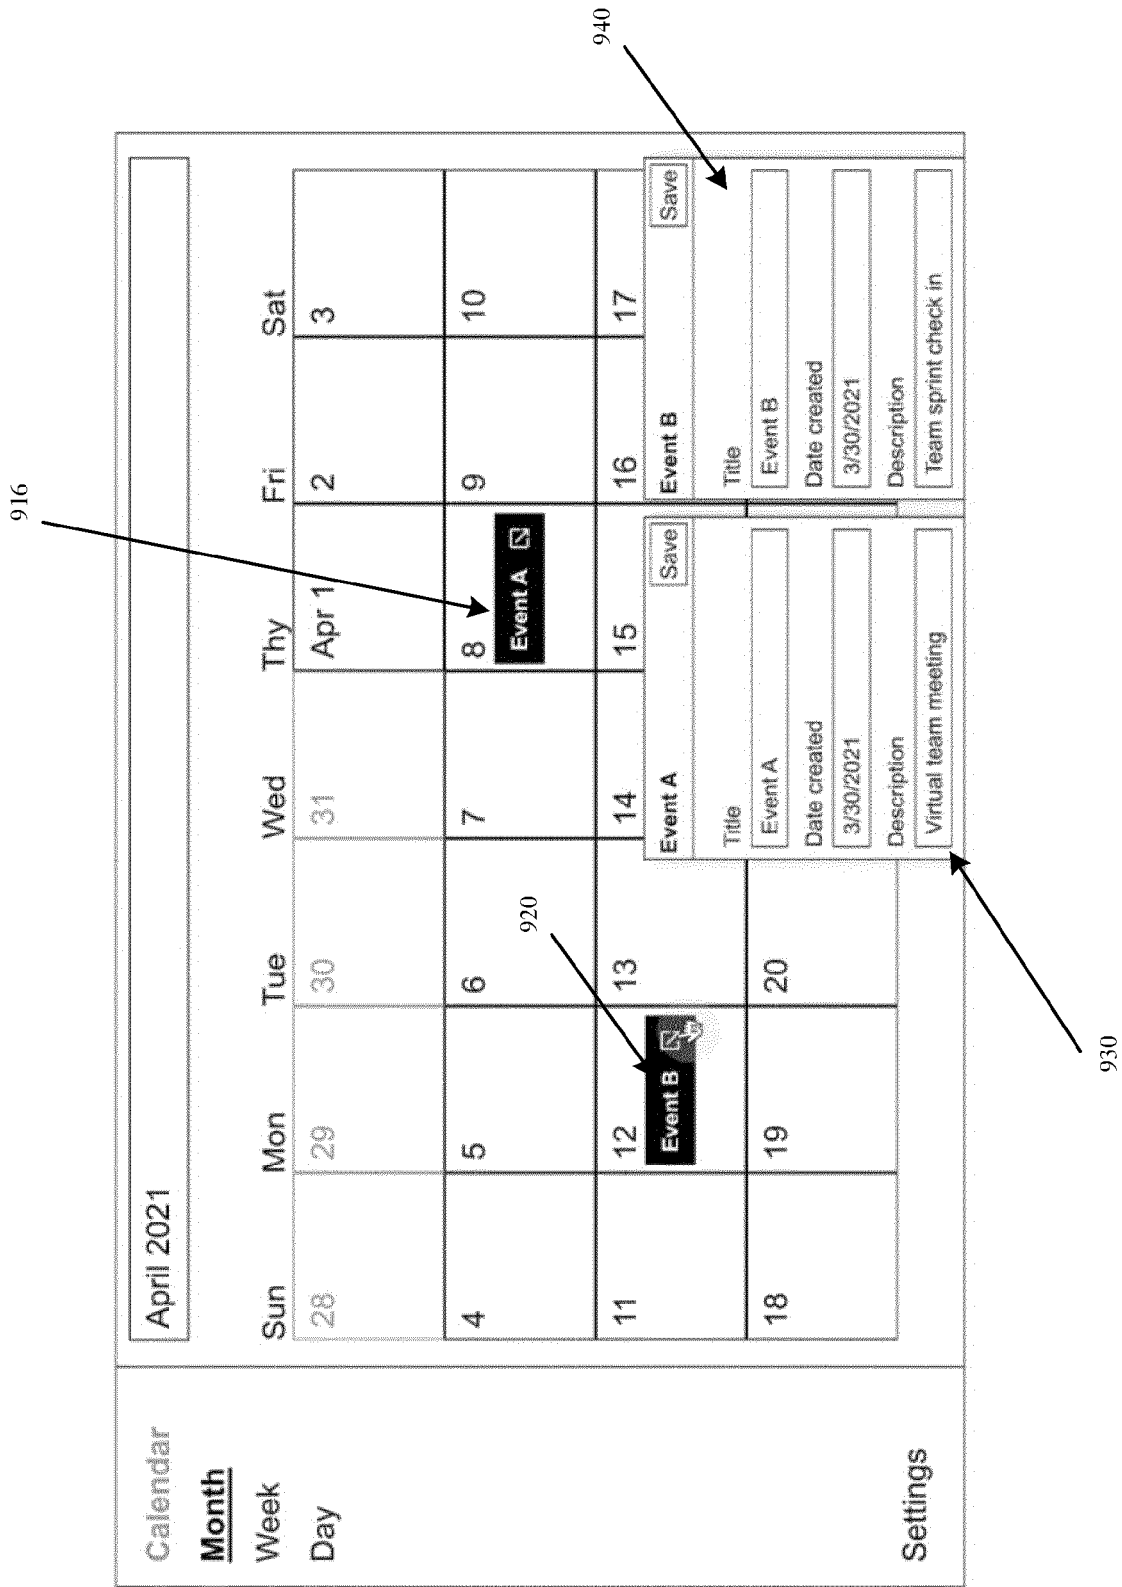 Calendar
Month
Week
Day
Settings
April 2021
Sun Mon Tue Wed Thy Fri Sat
28 29 30 31 Apr 1 2 3
4 5 6 7 8 9 10
Event A
916
11 12 13 14 15 16 17
Event B
920
18 19 20
Event A Save
Title
Event A
Date created
3/30/2021
Description
Virtual team meeting
930
Event B Save
Title
Event B
Date created
3/30/2021
Description
Team sprint check in
940